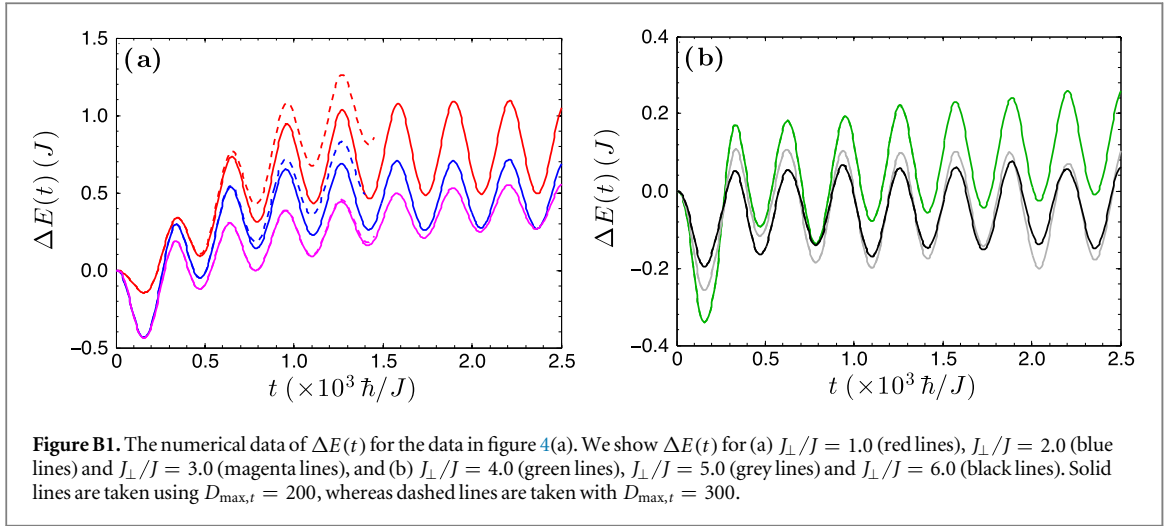 (a)
ΔE(t) (J)
1.5
1.0
0.5
0.0
−0.5
0 0.5 1.0 1.5 2.0 2.5
t (×10³ ħ/J)
(b)
ΔE(t) (J)
0.4
0.2
0.0
−0.2
−0.4
0 0.5 1.0 1.5 2.0 2.5
t (×10³ ħ/J)
Figure B1. The numerical data of ΔE(t) for the data in figure 4(a). We show ΔE(t) for (a) J⊥/J = 1.0 (red lines), J⊥/J = 2.0 (blue
lines) and J⊥/J = 3.0 (magenta lines), and (b) J⊥/J = 4.0 (green lines), J⊥/J = 5.0 (grey lines) and J⊥/J = 6.0 (black lines). Solid
lines are taken using Dmax,t = 200, whereas dashed lines are taken with Dmax,t = 300.